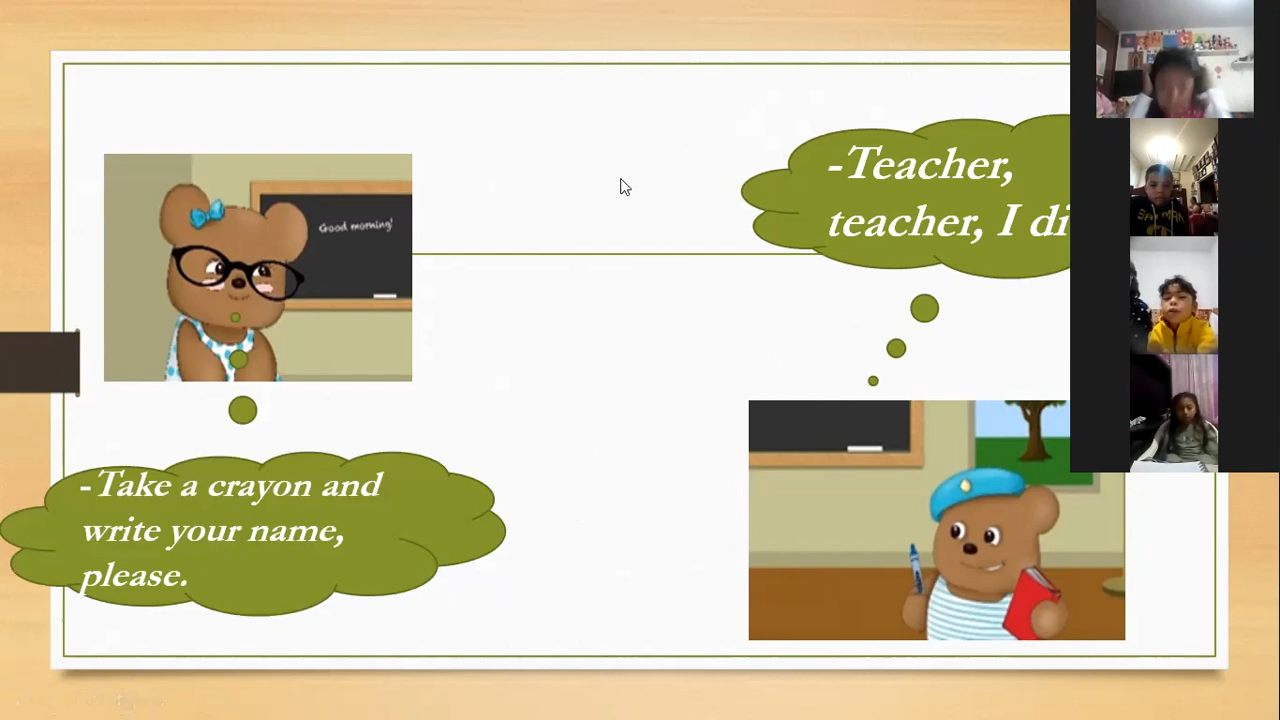 Good morning!
-Take a crayon and
write your name,
please.
-Teacher,
teacher, I di